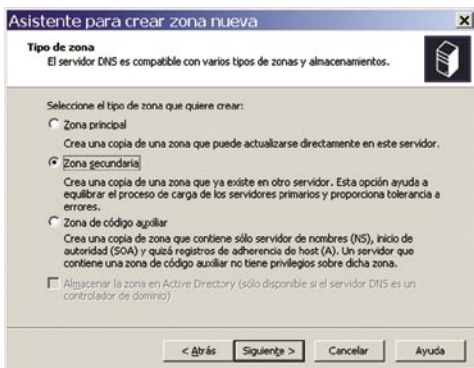 Asistente para crear zona nueva
Tipo de zona
El servidor DNS es compatible con varios tipos de zonas y almacenamientos.
Seleccione el tipo de zona que quiere crear:
Zona principal
Crea una copia de una zona que puede actualizarse directamente en este servidor.
Zona secundaria
Crea una copia de una zona que ya existe en otro servidor. Esta opción ayuda a
equilibrar el proceso de carga de los servidores primarios y proporciona tolerancia a
errores.
Zona de código auxiliar
Crea una copia de zona que contiene sólo servidor de nombres (NS), inicio de
autoridad (SOA) y quizá registros de adherencia de host (A). Un servidor que
contiene una zona de código auxiliar no tiene privilegios sobre dicha zona.
Almacenar la zona en Active Directory (sólo disponible si el servidor DNS es un
controlador de dominio)
< Atrás Siguiente > Cancelar Ayuda